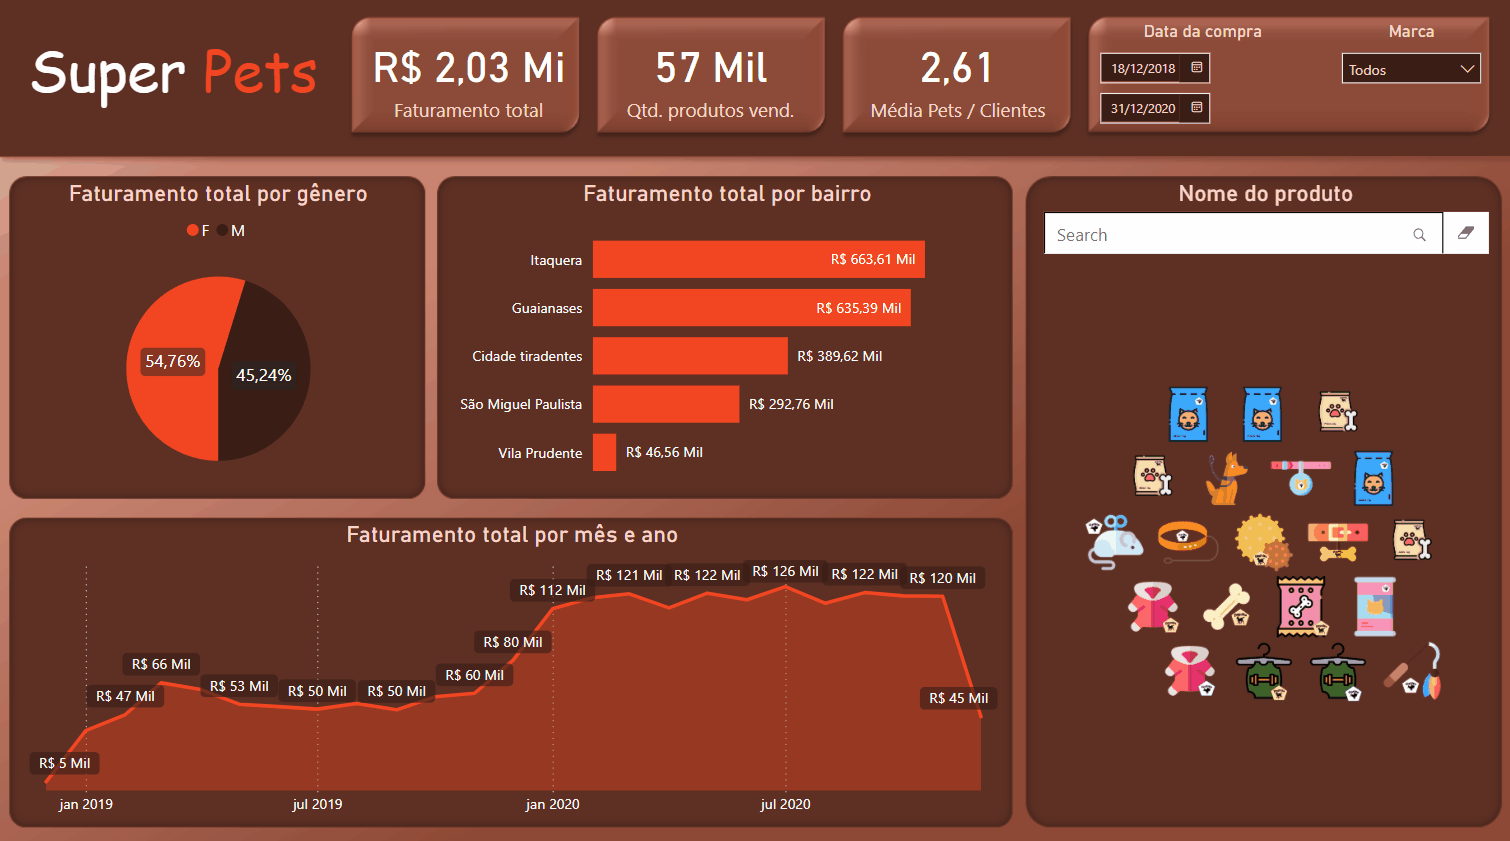 Super Pets
R$ 2,03 Mi
Faturamento total
57 Mil
Qtd. produtos vend.
2,61
Média Pets / Clientes
Data da compra
18/12/2018
31/12/2020
Marca
Todos
Faturamento total por gênero
F M
54,76%
45,24%
Faturamento total por bairro
Itaquera R$ 663,61 Mil
Guaianases R$ 635,39 Mil
Cidade tiradentes R$ 389,62 Mil
São Miguel Paulista R$ 292,76 Mil
Vila Prudente R$ 46,56 Mil
Nome do produto
Search
Faturamento total por mês e ano
R$ 5 Mil
R$ 47 Mil
R$ 66 Mil
R$ 53 Mil
R$ 50 Mil
R$ 50 Mil
R$ 60 Mil
R$ 80 Mil
R$ 112 Mil
R$ 121 Mil
R$ 122 Mil
R$ 126 Mil
R$ 122 Mil
R$ 120 Mil
R$ 45 Mil
jan 2019
jul 2019
jan 2020
jul 2020